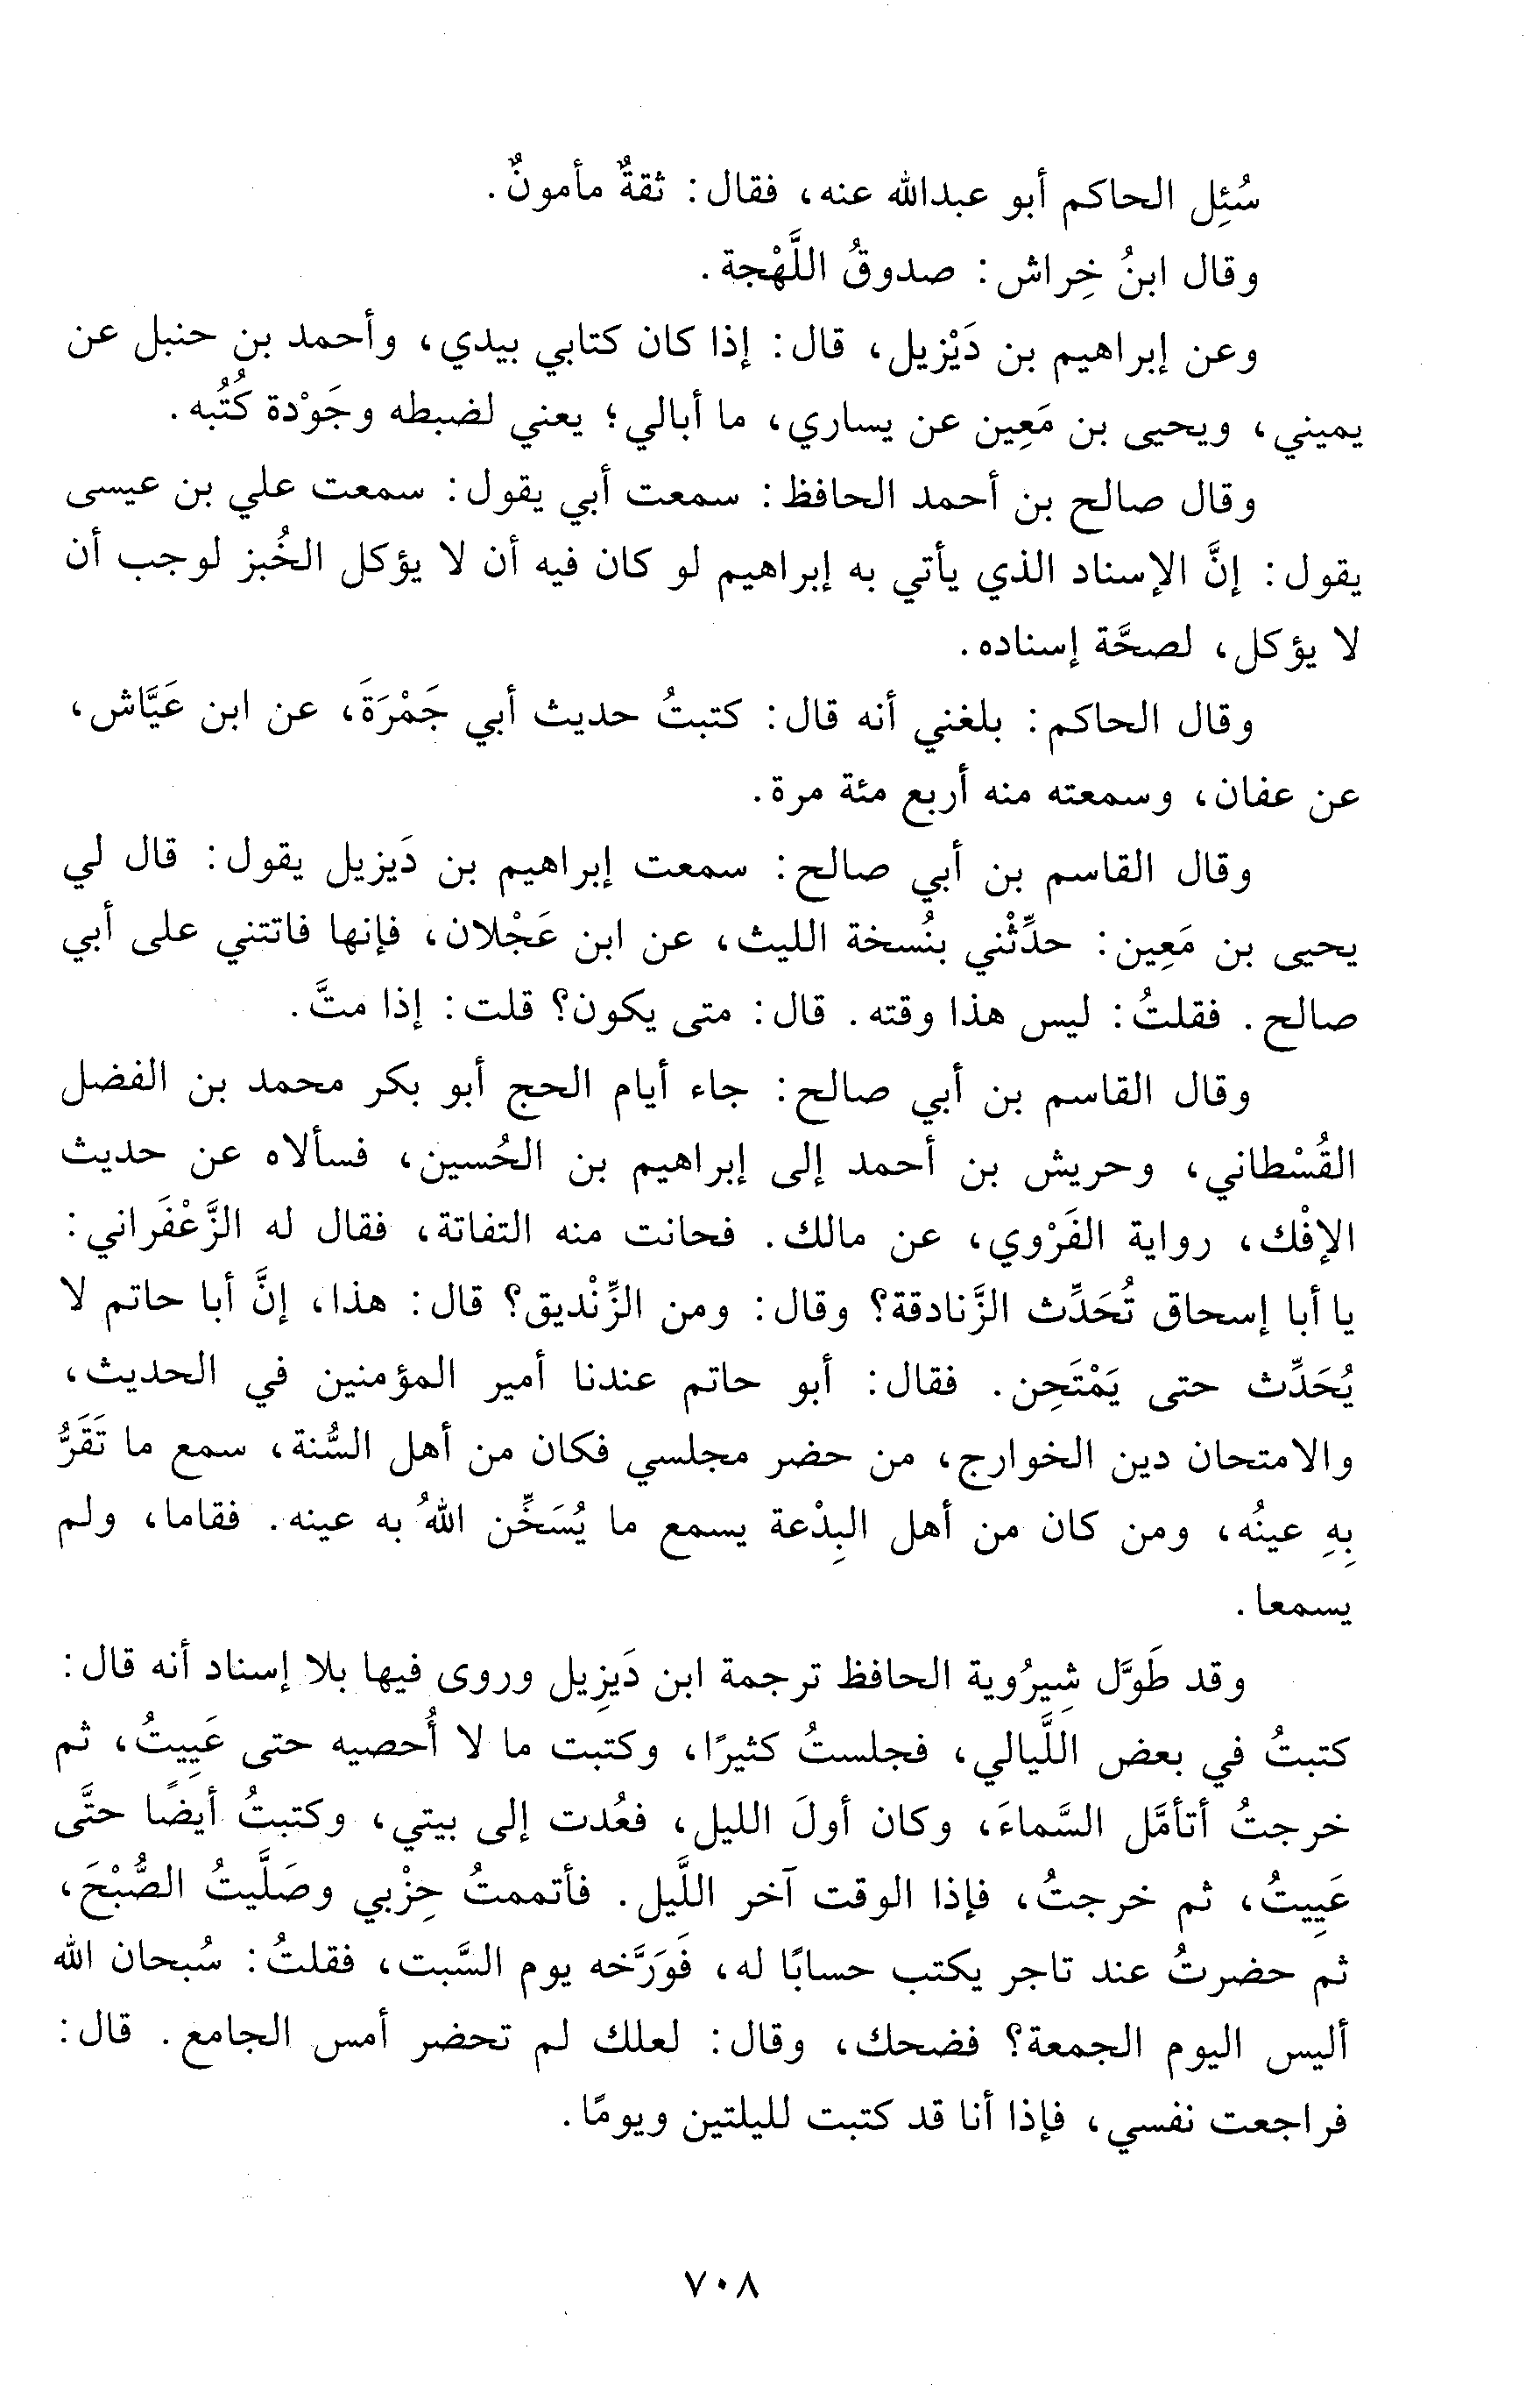 سُئِل الحاكم أبو عبدالله عنه، فقال: ثقةٌ مأمونٌ.
وقال ابنُ خِراش: صدوقُ اللَّهْجة.
وعن إبراهيم بن دَيْزيل، قال: إذا كان كتابي بيدي، وأحمد بن حنبل عن
يميني، ويحيى بن مَعِين عن يساري، ما أبالي؛ يعني لضبطه وجَوْدة كُتُبه.
وقال صالح بن أحمد الحافظ: سمعت أبي يقول: سمعت علي بن عيسى
يقول: إنَّ الإسناد الذي يأتي به إبراهيم لو كان فيه أن لا يؤكل الخُبز لوجب أن
لا يؤكل، لصحَّة إسناده.
وقال الحاكم: بلغني أنه قال: كتبتُ حديث أبي جَمْرَةَ، عن ابن عَيَّاش،
عن عفان، وسمعته منه أربع مئة مرة.
وقال القاسم بن أبي صالح: سمعت إبراهيم بن دَيزيل يقول: قال لي
يحيى بن مَعِين: حدِّثْني بنُسخة الليث، عن ابن عَجْلان، فإنها فاتتني على أبي
صالح. فقلتُ: ليس هذا وقته. قال: متى يكون؟ قلت: إذا متَّ.
وقال القاسم بن أبي صالح: جاء أيام الحج أبو بكر محمد بن الفضل
القُسْطاني، وحريش بن أحمد إلى إبراهيم بن الحُسين، فسألاه عن حديث
الإفْك، رواية الفَرْوي، عن مالك. فحانت منه التفاتة، فقال له الزَّعْفَراني:
يا أبا إسحاق تُحَدِّث الزَّنادقة؟ وقال: ومن الزِّنْديق؟ قال: هذا، إنَّ أبا حاتم لا
يُحَدِّث حتى يَمْتَحِن. فقال: أبو حاتم عندنا أمير المؤمنين في الحديث،
والامتحان دين الخوارج، من حضر مجلسي فكان من أهل السُّنة، سمع ما تَقَرُّ
بِهِ عينُه، ومن كان من أهل البِدْعة يسمع ما يُسَخِّن اللهُ به عينه. فقاما، ولم
يسمعا.
وقد طَوَّل شِيرُوية الحافظ ترجمة ابن دَيزِيل وروى فيها بلا إسناد أنه قال:
كتبتُ في بعض اللَّيالي، فجلستُ كثيرًا، وكتبت ما لا أُحصيه حتى عَيِيتُ، ثم
خرجتُ أتأمَّل السَّماءَ، وكان أولَ الليل، فعُدت إلى بيتي، وكتبتُ أيضًا حتَّى
عَيِيتُ، ثم خرجتُ، فإذا الوقت آخر اللَّيل. فأتممتُ حِزْبي وصَلَّيتُ الصُّبْحَ،
ثم حضرتُ عند تاجر يكتب حسابًا له، فَوَرَّخه يوم السَّبت، فقلتُ: سُبحان الله
أليس اليوم الجمعة؟ فضحك، وقال: لعلك لم تحضر أمس الجامع. قال:
فراجعت نفسي، فإذا أنا قد كتبت لليلتين ويومًا.
٧٠٨